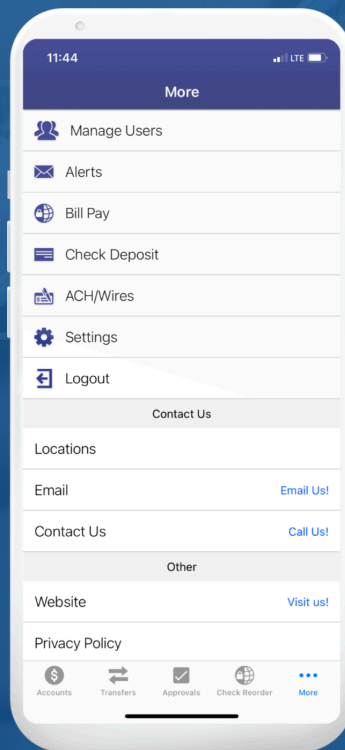 11:44
LTE
More
Manage Users
Alerts
Bill Pay
Check Deposit
ACH/Wires
Settings
Logout
Contact Us
Locations
Email Email Us!
Contact Us Call Us!
Other
Website Visit us!
Privacy Policy
Accounts Transfers Approvals Check Reorder More